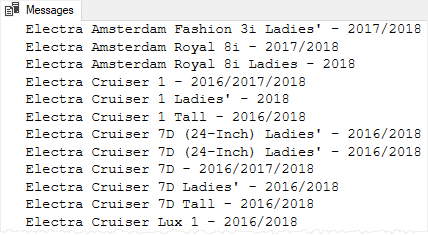 Messages
Electra Amsterdam Fashion 3i Ladies' - 2017/2018
Electra Amsterdam Royal 8i - 2017/2018
Electra Amsterdam Royal 8i Ladies - 2018
Electra Cruiser 1 - 2016/2017/2018
Electra Cruiser 1 Ladies' - 2018
Electra Cruiser 1 Tall - 2016/2018
Electra Cruiser 7D (24-Inch) Ladies' - 2016/2018
Electra Cruiser 7D (24-Inch) Ladies' - 2016/2018
Electra Cruiser 7D - 2016/2017/2018
Electra Cruiser 7D Ladies' - 2016/2018
Electra Cruiser 7D Tall - 2016/2018
Electra Cruiser Lux 1 - 2016/2018